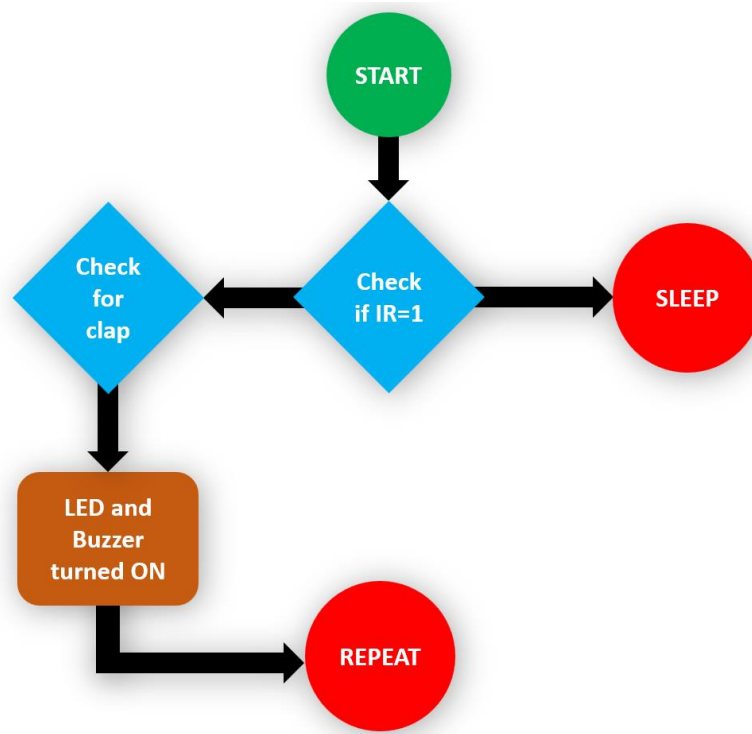 START
Check
for
clap
Check
if IR=1
SLEEP
LED and
Buzzer
turned ON
REPEAT